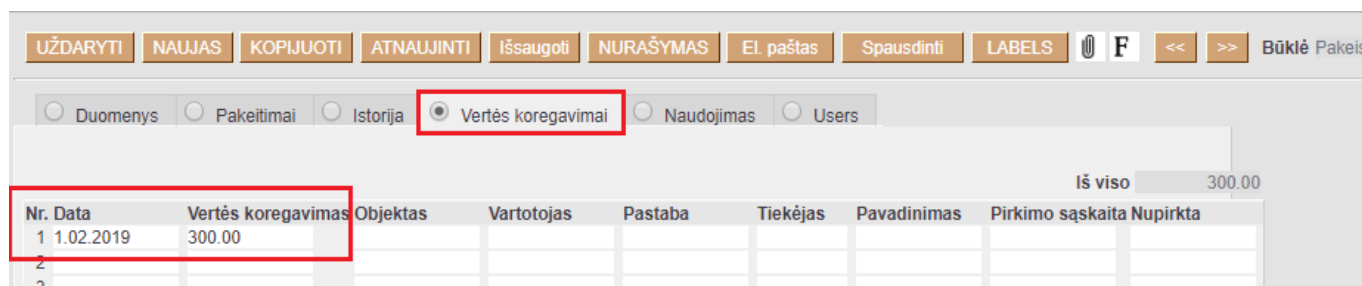 UŽDARYTI NAUJAS KOPIJUOTI ATNAUJINTI Išsaugoti NURAŠYMAS El. paštas Spausdinti LABELS F << >> Būklė Pakeis
Duomenys Pakeitimai Istorija Vertės koregavimai Naudojimas Users
Iš viso 300.00
Nr. Data Vertės koregavimas Objektas Vartotojas Pastaba Tiekėjas Pavadinimas Pirkimo sąskaita Nupirkta
1 1.02.2019 300.00
2
3